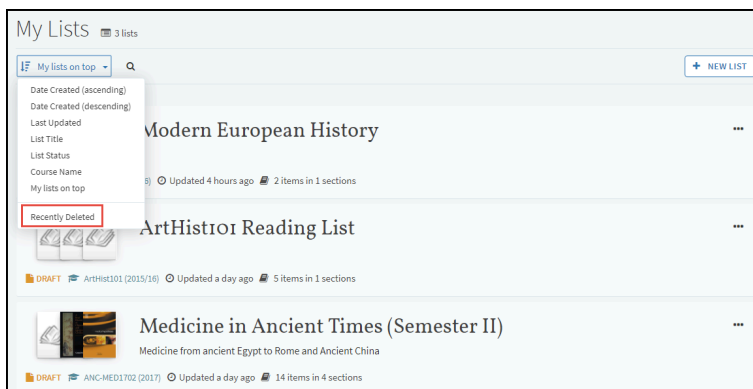 My Lists 3 lists
My lists on top
+ NEW LIST
Date Created (ascending)
Date Created (descending)
Last Updated
List Title
List Status
Course Name
My lists on top
Recently Deleted
Modern European History
Updated 4 hours ago 2 items in 1 sections
ArtHist101 Reading List
DRAFT ArtHist101 (2015/16) Updated a day ago 5 items in 1 sections
Medicine in Ancient Times (Semester II)
Medicine from ancient Egypt to Rome and Ancient China
DRAFT ANC-MED1702 (2017) Updated a day ago 14 items in 4 sections